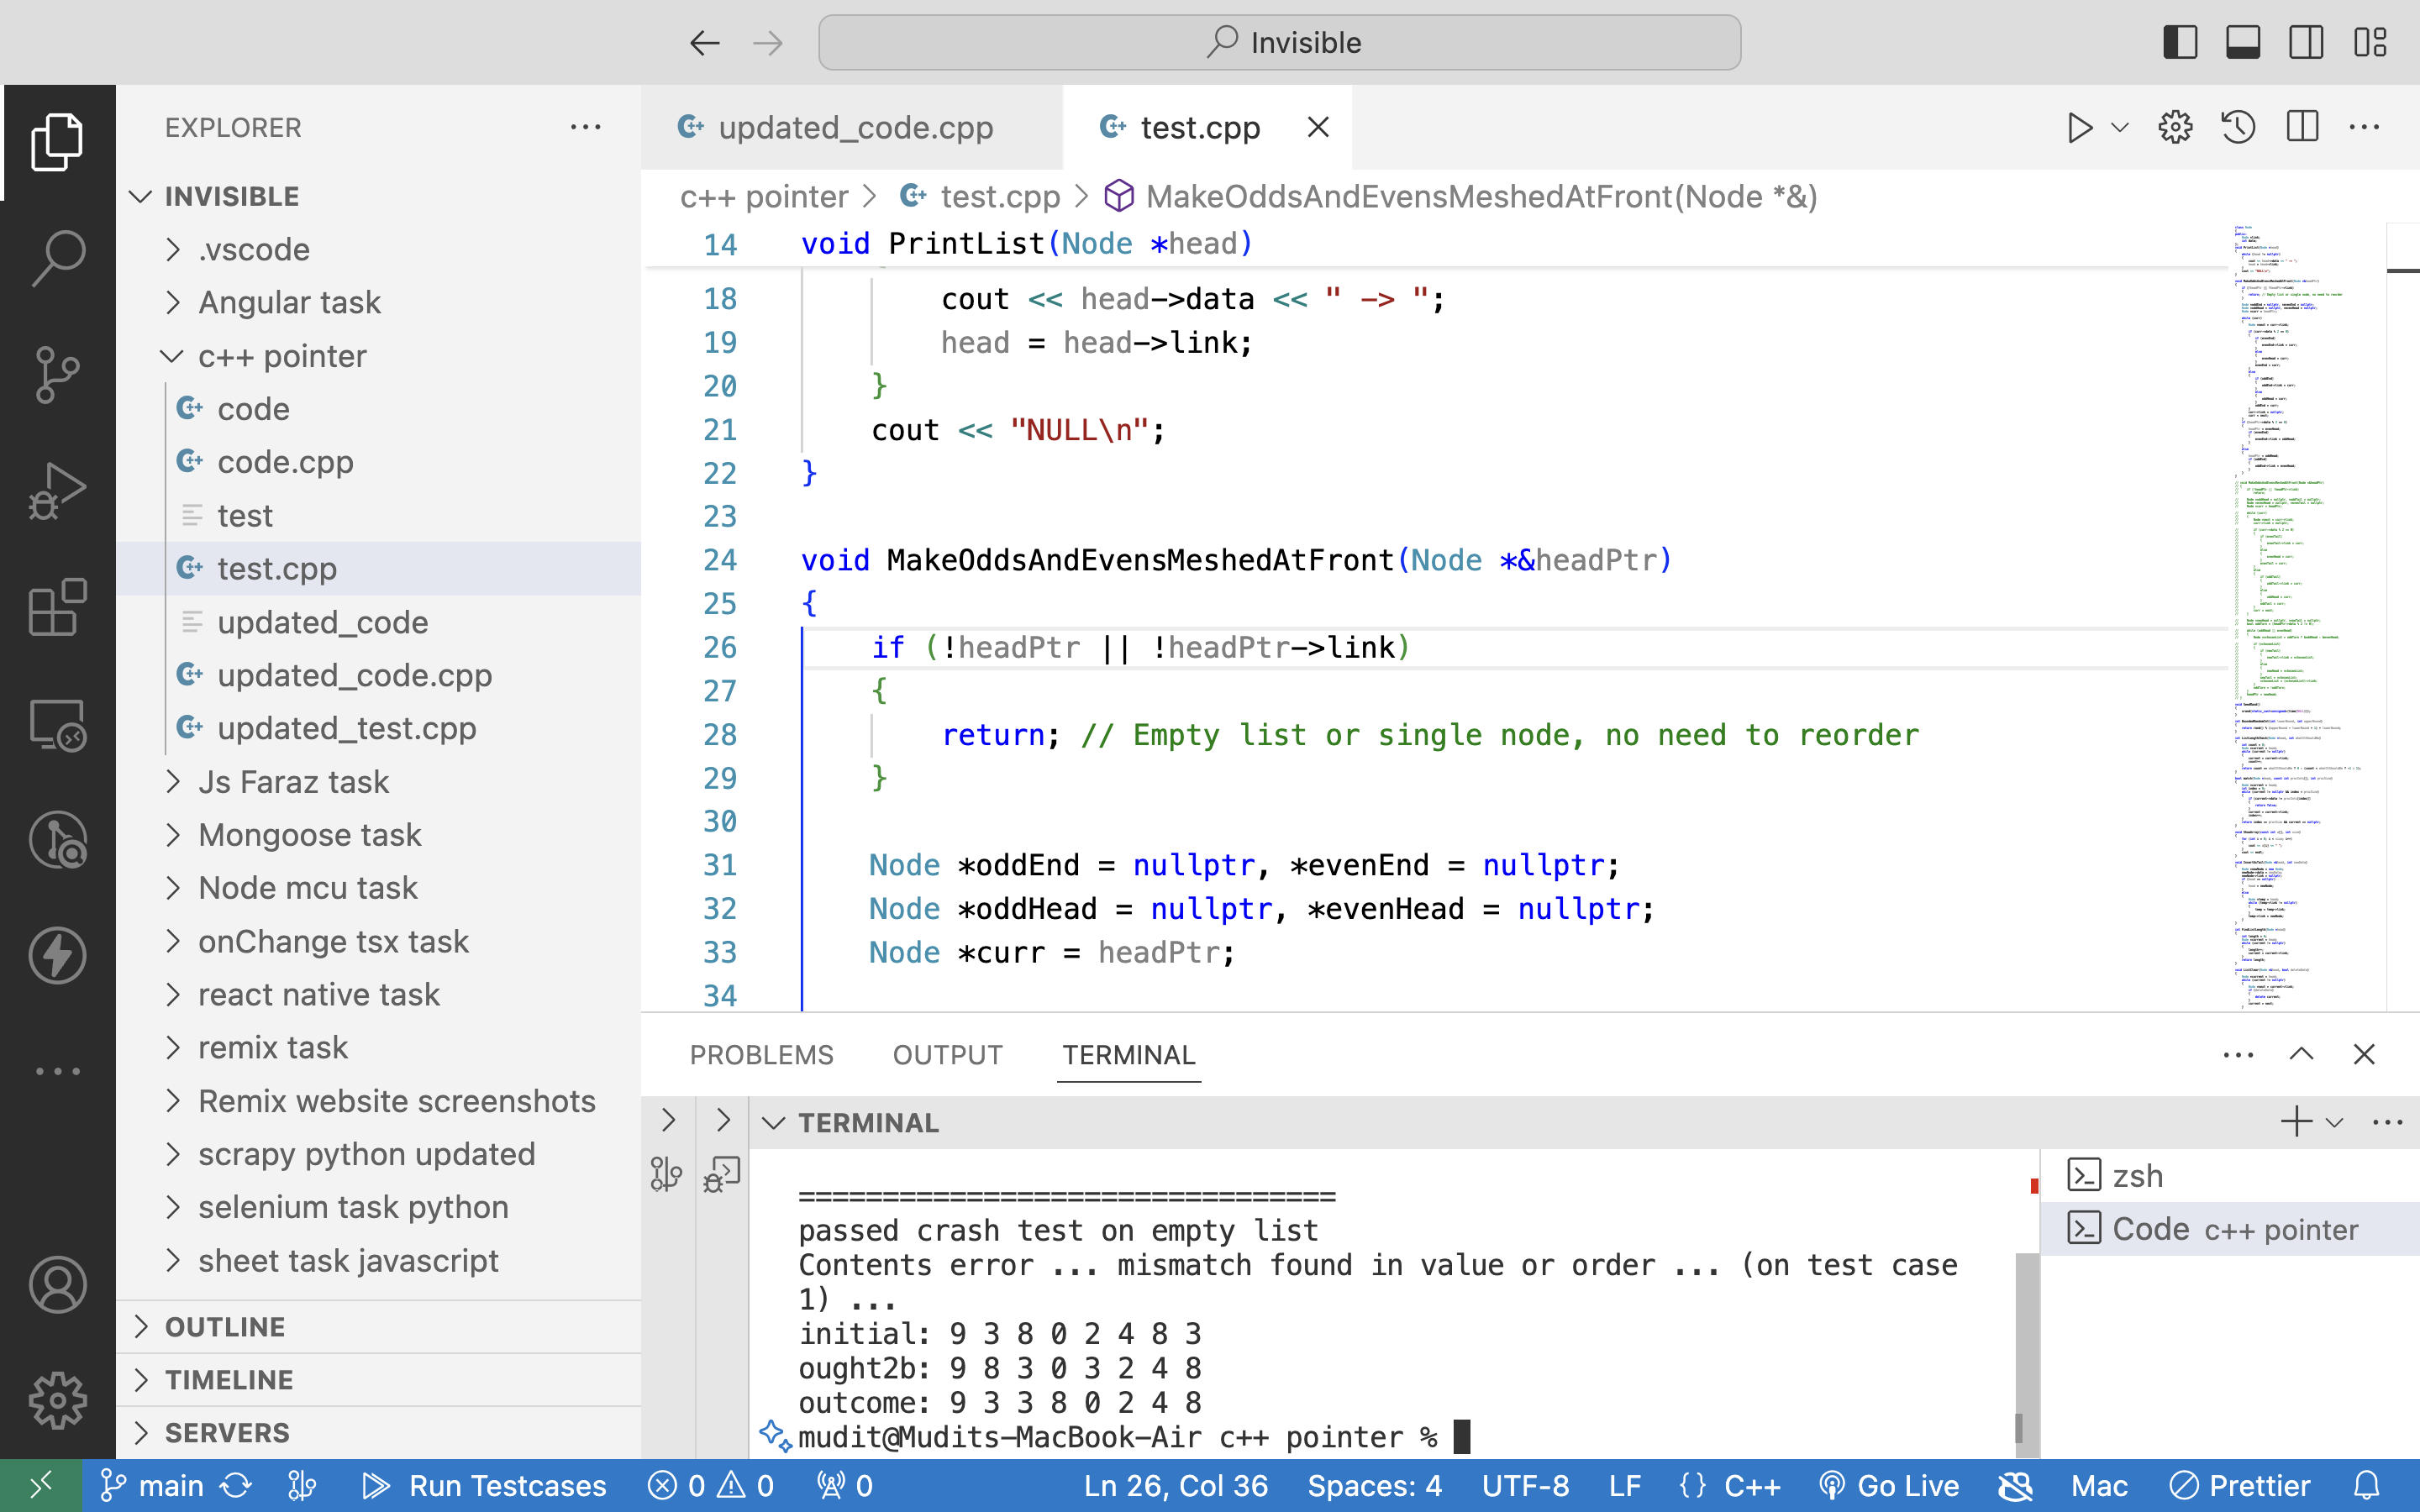 Invisible
EXPLORER
INVISIBLE
.vscode
Angular task
c++ pointer
code
code.cpp
test
test.cpp
updated_code
updated_code.cpp
updated_test.cpp
Js Faraz task
Mongoose task
Node mcu task
onChange tsx task
react native task
remix task
Remix website screenshots
scrapy python updated
selenium task python
sheet task javascript
OUTLINE
TIMELINE
SERVERS
updated_code.cpp
test.cpp
c++ pointer > test.cpp > MakeOddsAndEvensMeshedAtFront(Node *&)
14 void PrintList(Node *head)
18 cout << head->data << " -> ";
19 head = head->link;
20 }
21 cout << "NULL\n";
22 }
23
24 void MakeOddsAndEvensMeshedAtFront(Node *&headPtr)
25 {
26 if (!headPtr || !headPtr->link)
27 {
28 return; // Empty list or single node, no need to reorder
29 }
30
31 Node *oddEnd = nullptr, *evenEnd = nullptr;
32 Node *oddHead = nullptr, *evenHead = nullptr;
33 Node *curr = headPtr;
34
PROBLEMS OUTPUT TERMINAL
TERMINAL
================================
passed crash test on empty list
Contents error ... mismatch found in value or order ... (on test case
1) ...
initial: 9 3 8 0 2 4 8 3
ought2b: 9 8 3 0 3 2 4 8
outcome: 9 3 3 8 0 2 4 8
mudit@Mudits-MacBook-Air c++ pointer %
zsh
Code c++ pointer
main Run Testcases 0 0 0 Ln 26, Col 36 Spaces: 4 UTF-8 LF {} C++ Go Live Mac Prettier